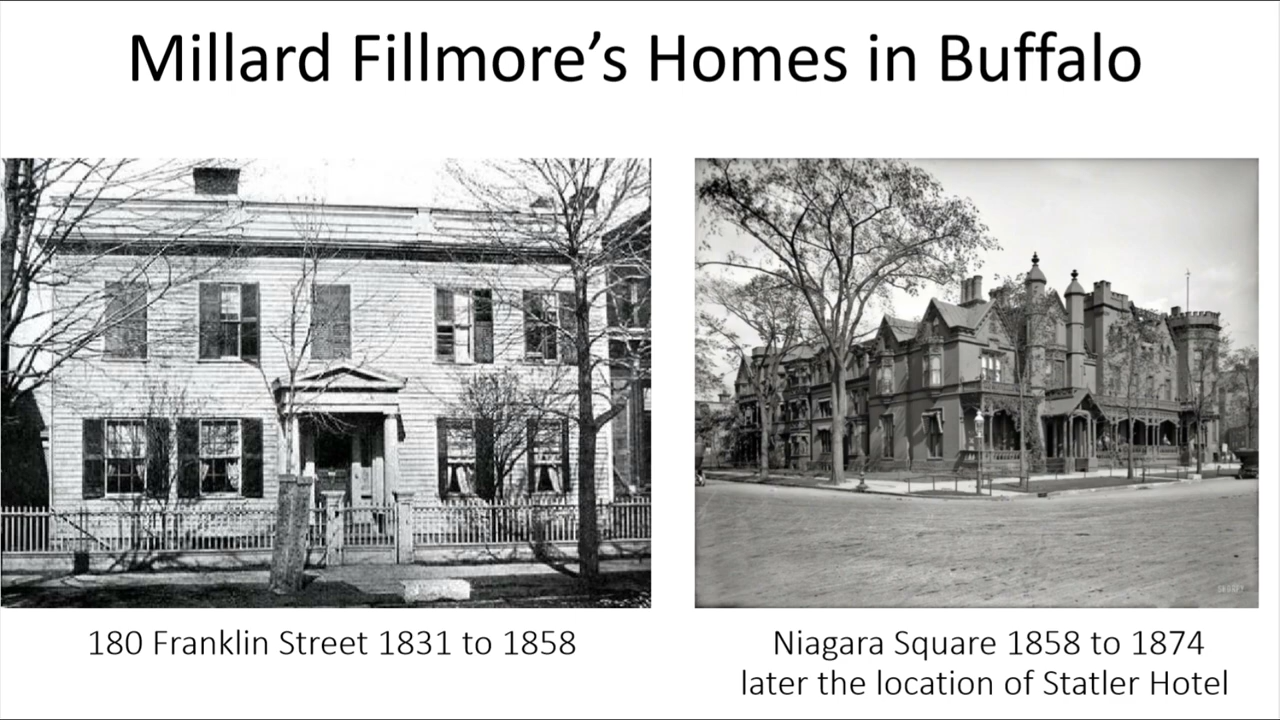 Millard Fillmore’s Homes in Buffalo
180 Franklin Street 1831 to 1858
Niagara Square 1858 to 1874
later the location of Statler Hotel